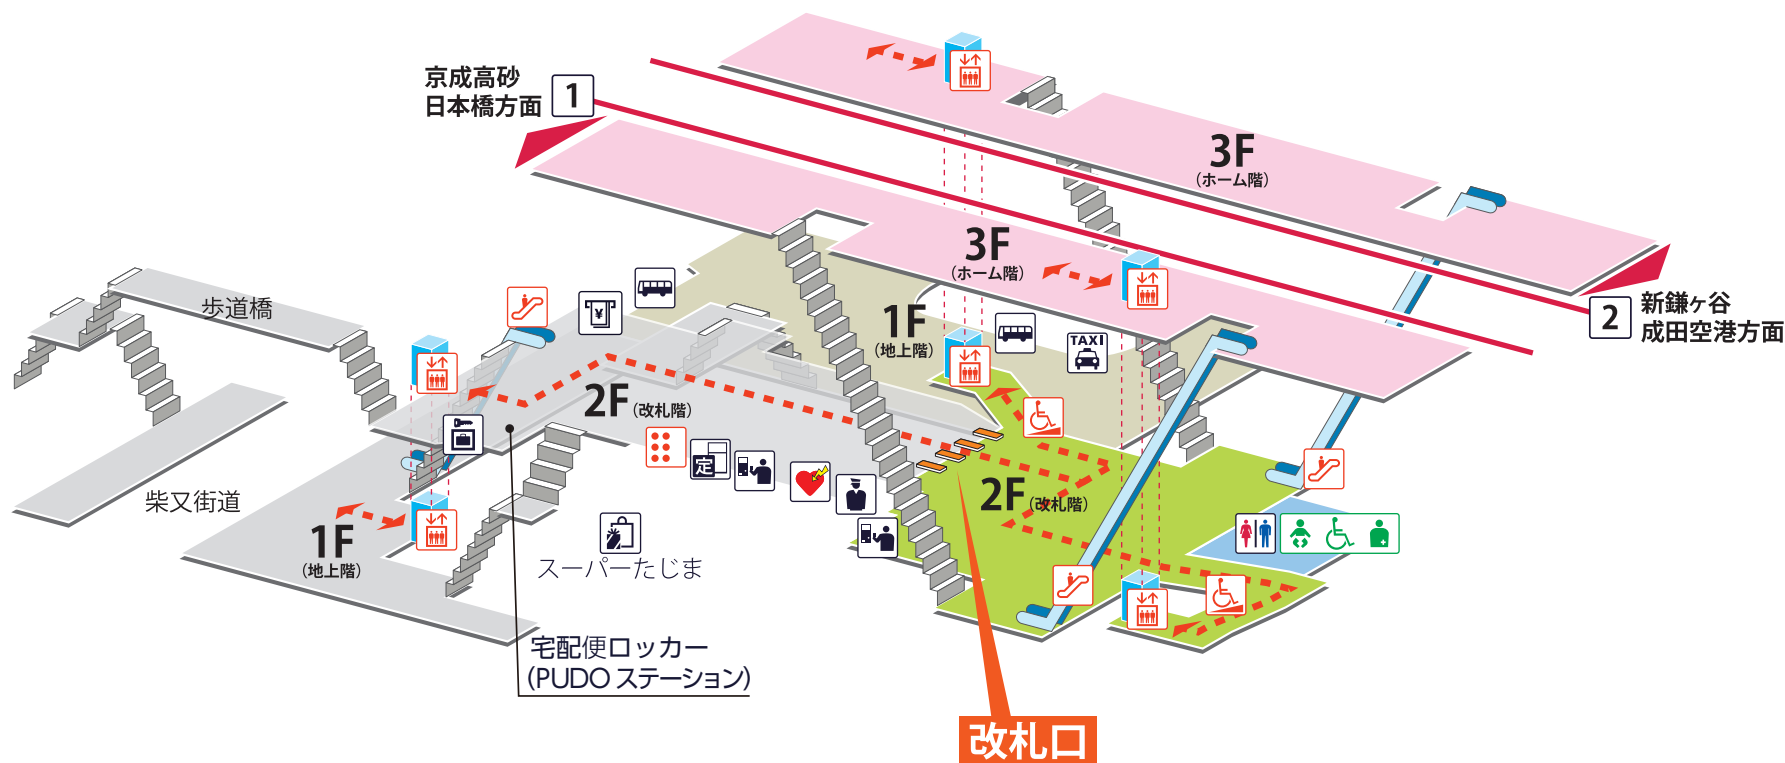 京成高砂
日本橋方面
1
3F
(ホーム階)
3F
(ホーム階)
2
新鎌ヶ谷
成田空港方面
歩道橋
¥
1F
(地上階)
TAXI
2F(改札階)
定
柴又街道
2F(改札階)
1F
(地上階)
スーパーたじま
宅配便ロッカー
(PUDO ステーション)
改札口